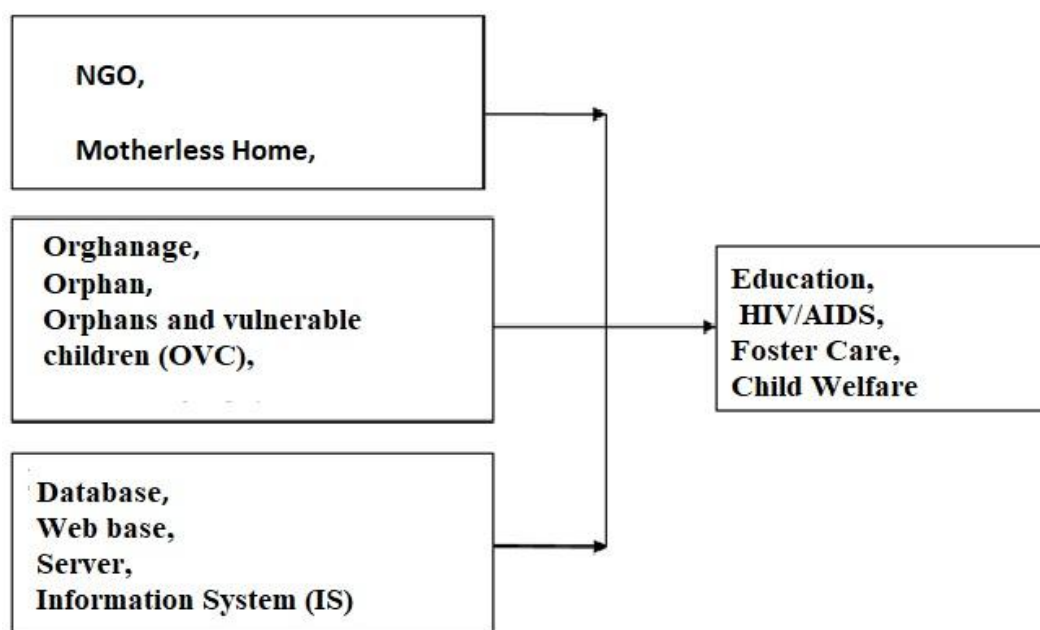 NGO,
Motherless Home,
Orghanage,
Orphan,
Orphans and vulnerable
children (OVC),
Database,
Web base,
Server,
Information System (IS)
Education,
HIV/AIDS,
Foster Care,
Child Welfare